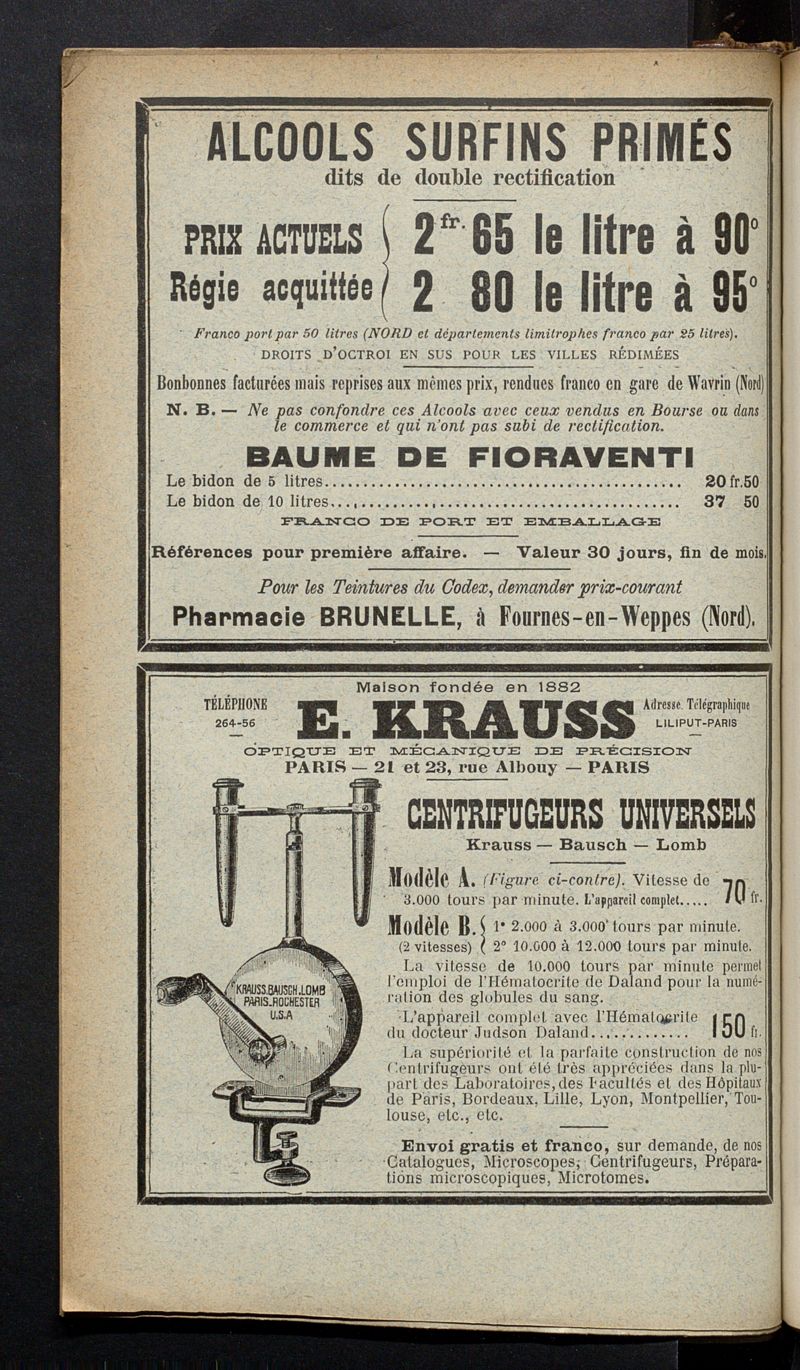 ALCOOLS SURFINS PRIMÉS
dits de double rectification
PRIX ACTUELS 2 fr. 65 le litre à 90°
Régie acquittée 2 80 le litre à 95°
Franco port par 50 litres (NORD et départements limitrophes franco par 25 litres).
DROITS D'OCTROI EN SUS POUR LES VILLES RÉDIMÉES
Bonbonnes facturées mais reprises aux mêmes prix, rendues franco en gare de Wavrin (Nord)
N. B. — Ne pas confondre ces Alcools avec ceux vendus en Bourse ou dans
le commerce et qui n'ont pas subi de rectification.
BAUME DE FIORAVENTI
Le bidon de 5 litres........ 20 fr. 50
Le bidon de 10 litres........ 37 50
FRANCO DE PORT ET EMBALLAGE
Références pour première affaire. — Valeur 30 jours, fin de mois.
Pour les Teintures du Codex, demander prix-courant
Pharmacie BRUNELLE, à Fournes-en-Weppes (Nord).
Maison fondée en 1882
TÉLÉPHONE
264-56
E. KRAUSS
Adresse Télégraphique
LILIPUT-PARIS
OPTIQUE ET MÉCANIQUE DE PRÉCISION
PARIS — 21 et 23, rue Albouy — PARIS
CENTRIFUGEURS UNIVERSELS
Krauss — Bausch — Lomb
Modèle A. (Figure ci-contre). Vitesse de
3.000 tours par minute. L'appareil complet..... 70 fr.
Modèle B. 1° 2.000 à 3.000 tours par minute.
(2 vitesses) 2° 10.000 à 12.000 tours par minute.
La vitesse de 10.000 tours par minute permet
l'emploi de l'Hématocrite de Daland pour la numé-
ration des globules du sang.
L'appareil complet avec l'Hématocrite
du docteur Judson Daland............ 150 fr.
La supériorité et la parfaite construction de nos
Centrifugeurs ont été très appréciées dans la plu-
part des Laboratoires, des Facultés et des Hôpitaux
de Paris, Bordeaux, Lille, Lyon, Montpellier, Tou-
louse, etc., etc.
Envoi gratis et franco, sur demande, de nos
Catalogues, Microscopes, Centrifugeurs, Prépara-
tions microscopiques, Microtomes.
KRAUSS.BAUSCH.LOMB
PARIS.ROCHESTER
U.S.A